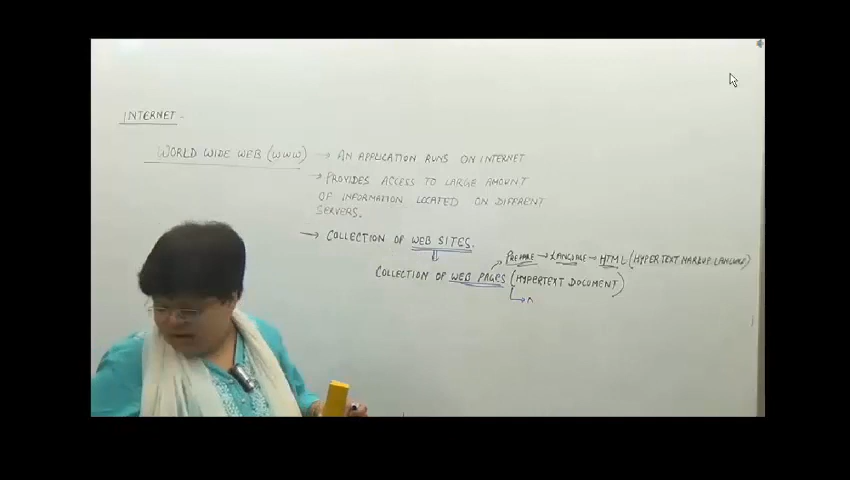 INTERNET -
WORLD WIDE WEB (WWW) → AN APPLICATION RUNS ON INTERNET
→ PROVIDES ACCESS TO LARGE AMOUNT
OF INFORMATION LOCATED ON DIFFRENT
SERVERS.
→ COLLECTION OF WEB SITES.
PREPARE → LANGUAGE → HTML (HYPERTEXT MARKUP LANGUAGE)
COLLECTION OF WEB PAGES (HYPERTEXT DOCUMENT)